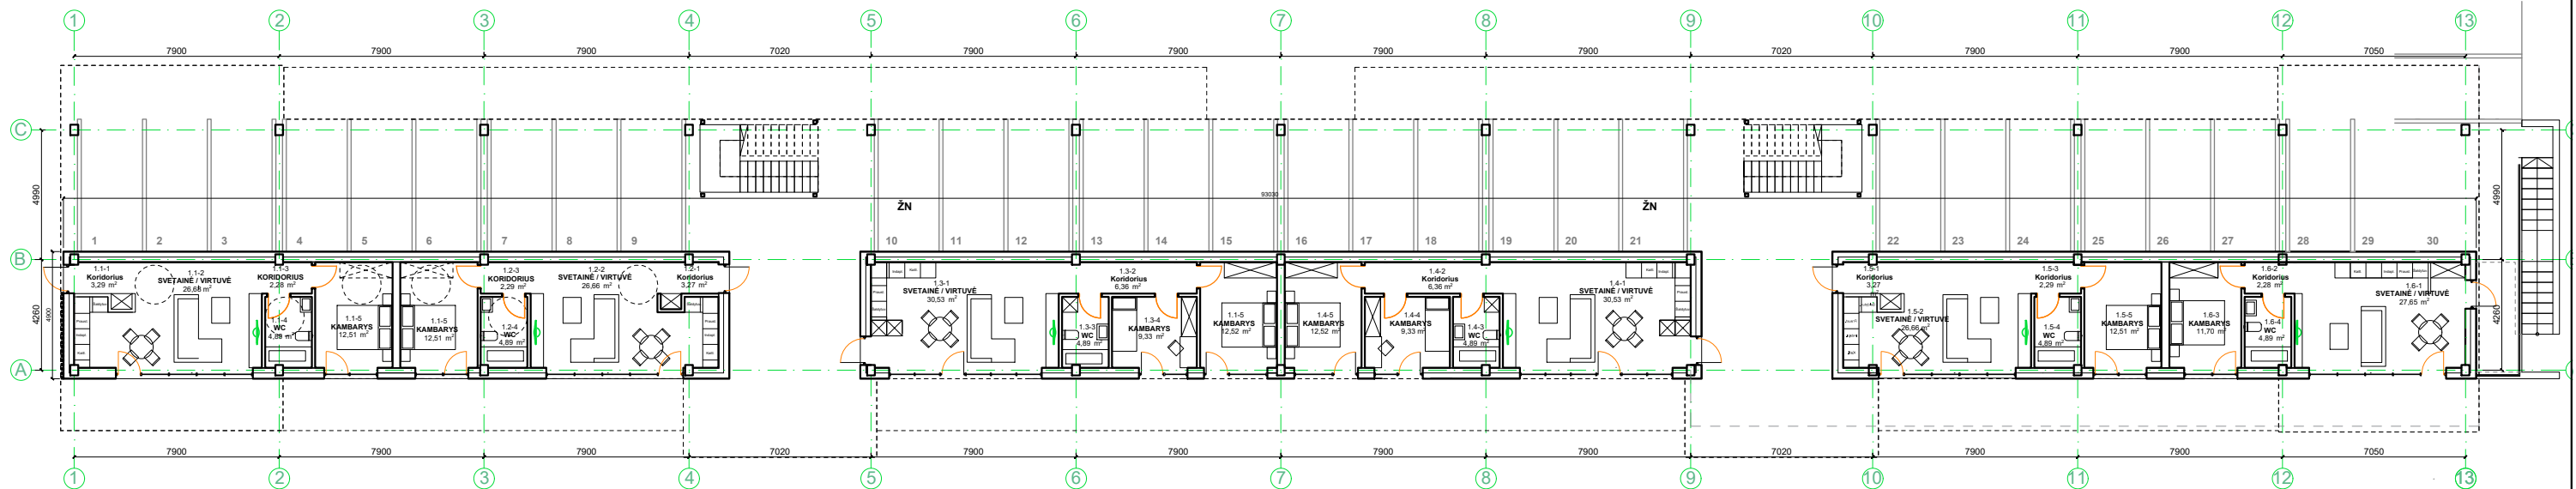 1 2 3 4 5 6 7 8 9 10 11 12 13
7900 7900 7900 7020 7900 7900 7900 7900 7020 7900 7900 7050
C
4990
4990
93030
ŽN
ŽN
1 2 3 4 5 6 7 8 9 10 11 12 13 14 15 16 17 18 19 20 21 22 23 24 25 26 27 28 29 30
B
4260
4900
4260
A
1.1-1
Koridorius
3,29 m²
1.1-2
SVETAINĖ / VIRTUVĖ
26,68 m²
1.1-3
KORIDORIUS
2,28 m²
1.1-4
WC
4,89 m²
1.1-5
KAMBARYS
12,51 m²
1.1-5
KAMBARYS
12,51 m²
1.2-3
KORIDORIUS
2,29 m²
1.2-4
WC
4,89 m²
1.2-2
SVETAINĖ / VIRTUVĖ
26,66 m²
1.2-1
Koridorius
3,27 m²
1.3-1
SVETAINĖ / VIRTUVĖ
30,53 m²
1.3-2
Koridorius
6,36 m²
1.3-3
WC
4,89 m²
1.3-4
KAMBARYS
9,33 m²
1.1-5
KAMBARYS
12,52 m²
1.4-5
KAMBARYS
12,52 m²
1.4-2
Koridorius
6,36 m²
1.4-4
KAMBARYS
9,33 m²
1.4-3
WC
4,89 m²
1.4-1
SVETAINĖ / VIRTUVĖ
30,53 m²
1.5-1
Koridorius
3,27
m²
1.5-2
SVETAINĖ / VIRTUVĖ
26,66 m²
1.5-3
Koridorius
2,29 m²
1.5-4
WC
4,89 m²
1.5-5
KAMBARYS
12,51 m²
1.6-3
KAMBARYS
11,70 m²
1.6-2
Koridorius
2,28 m²
1.6-4
WC
4,89 m²
1.6-1
SVETAINĖ / VIRTUVĖ
27,65 m²
7900 7900 7900 7020 7900 7900 7900 7900 7020 7900 7900 7050
1 2 3 4 5 6 7 8 9 10 11 12 13